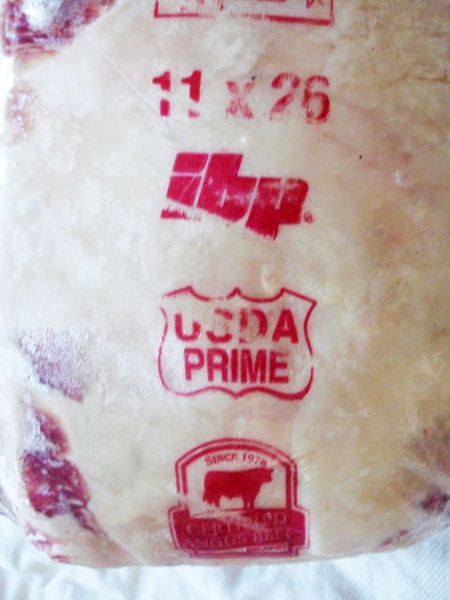 11 x 26
ibp®
USDA
PRIME
SINCE 1978
CERTIFIED
ANGUS BEEF